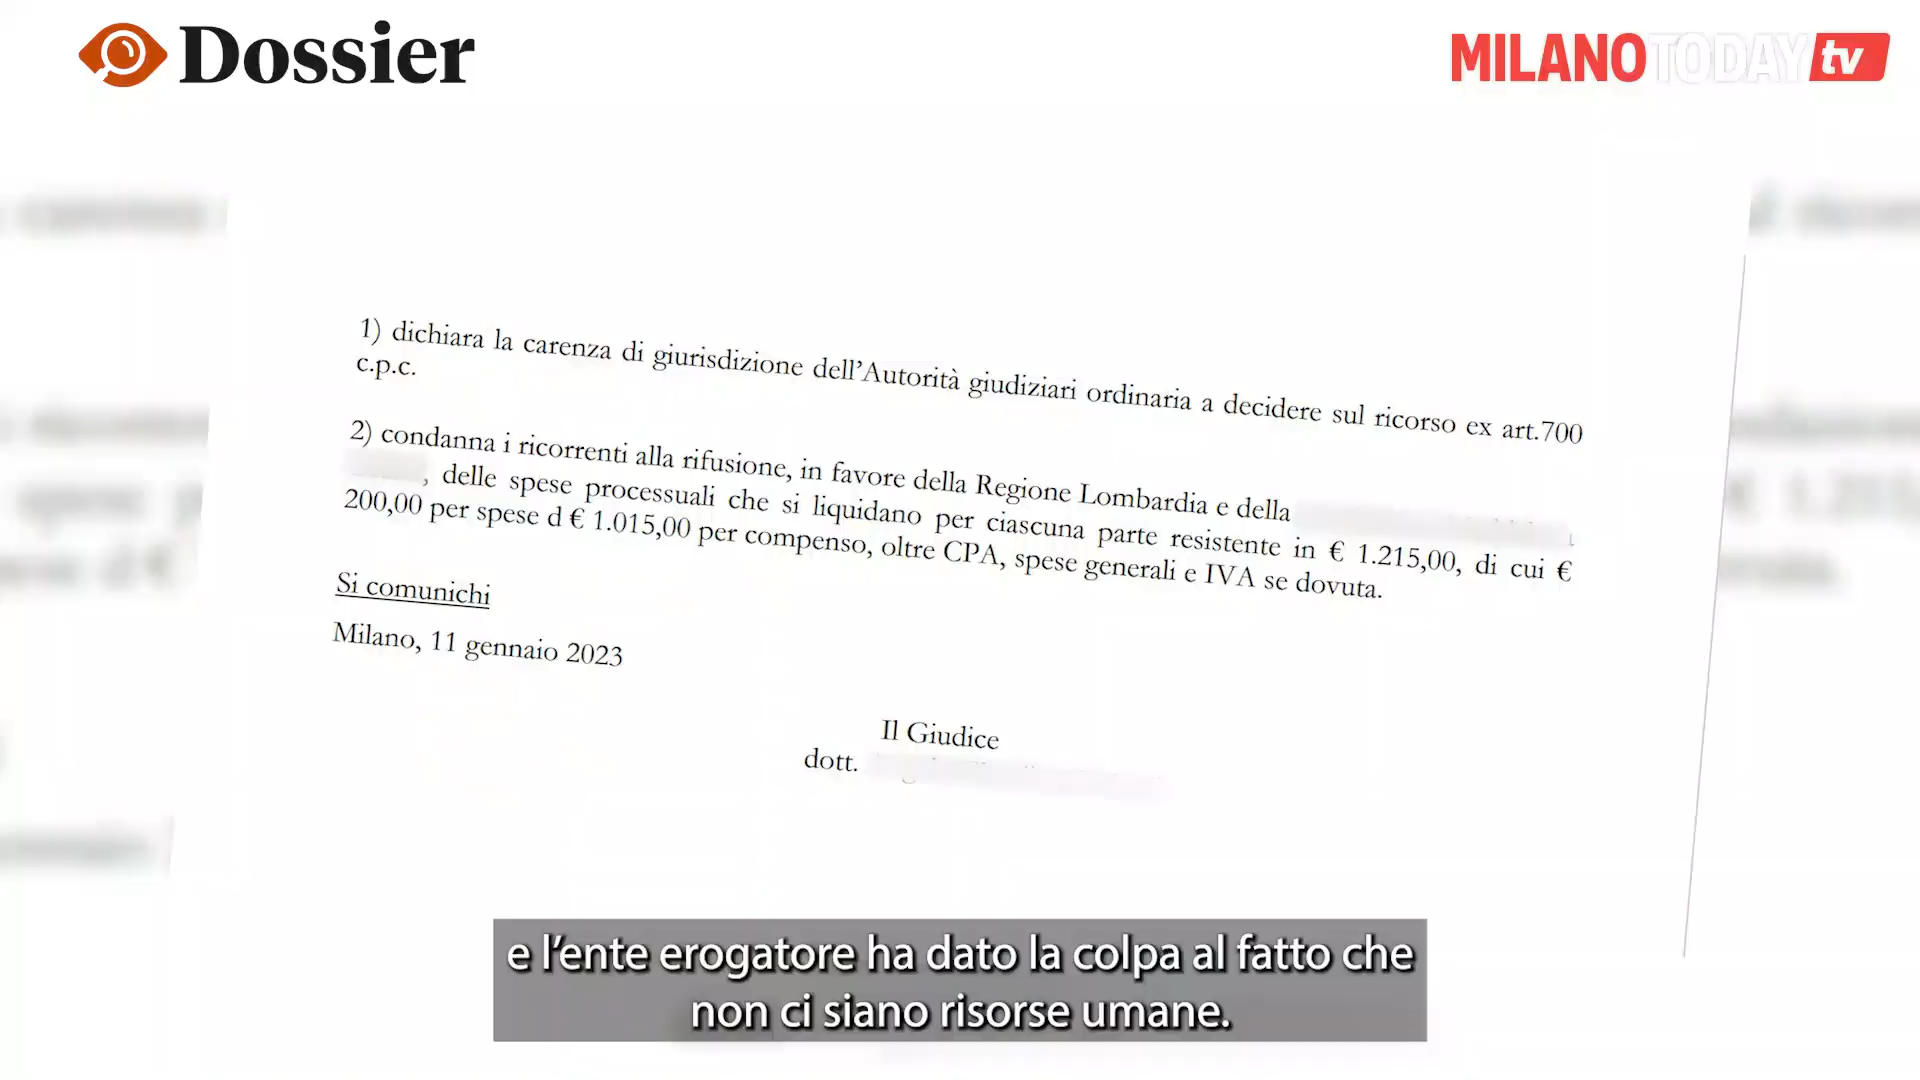 Dossier
MILANOTODAY tv
1) dichiara la carenza di giurisdizione dell'Autorità giudiziari ordinaria a decidere sul ricorso ex art.700
c.p.c.
2) condanna i ricorrenti alla rifusione, in favore della Regione Lombardia e della
, delle spese processuali che si liquidano per ciascuna parte resistente in € 1.215,00, di cui €
200,00 per spese d € 1.015,00 per compenso, oltre CPA, spese generali e IVA se dovuta.
Si comunichi
Milano, 11 gennaio 2023
Il Giudice
dott.
e l'ente erogatore ha dato la colpa al fatto che
non ci siano risorse umane.